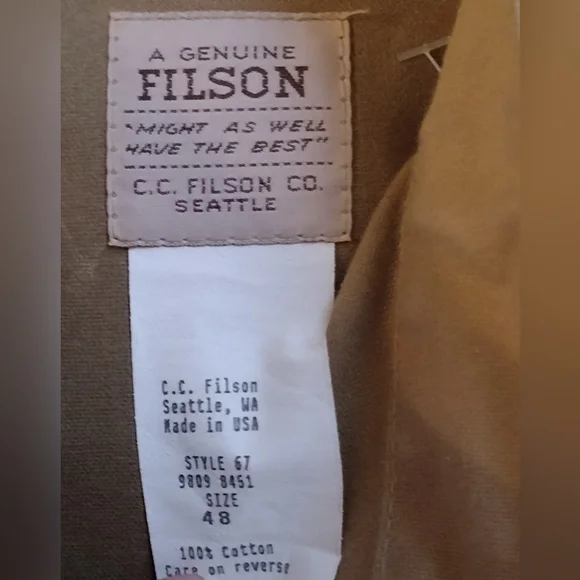 A GENUINE
FILSON
"MIGHT AS WELL
HAVE THE BEST"
C.C. FILSON CO.
SEATTLE
C.C. Filson
Seattle, WA
Made in USA
STYLE 67
9809 8451
SIZE
48
100% Cotton
Care on reverse